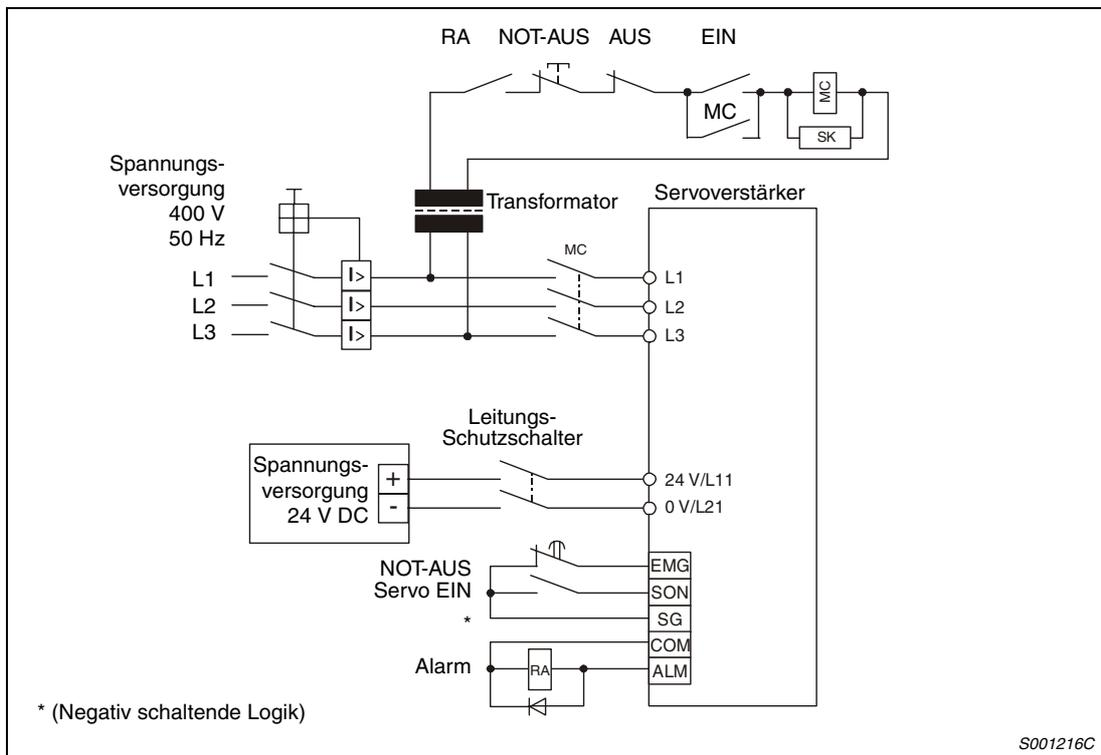 RA NOT-AUS AUS EIN
MC
MC
SK
Spannungs-
versorgung
400 V
50 Hz
Transformator
Servoverstärker
MC
L1 I> L1
L2 I> L2
L3 I> L3
Leitungs-
Schutzschalter
Spannungs-
versorgung
24 V DC
+
-
24 V/L11
0 V/L21
NOT-AUS EMG
Servo EIN SON
* SG
COM
Alarm RA ALM
* (Negativ schaltende Logik)
S001216C